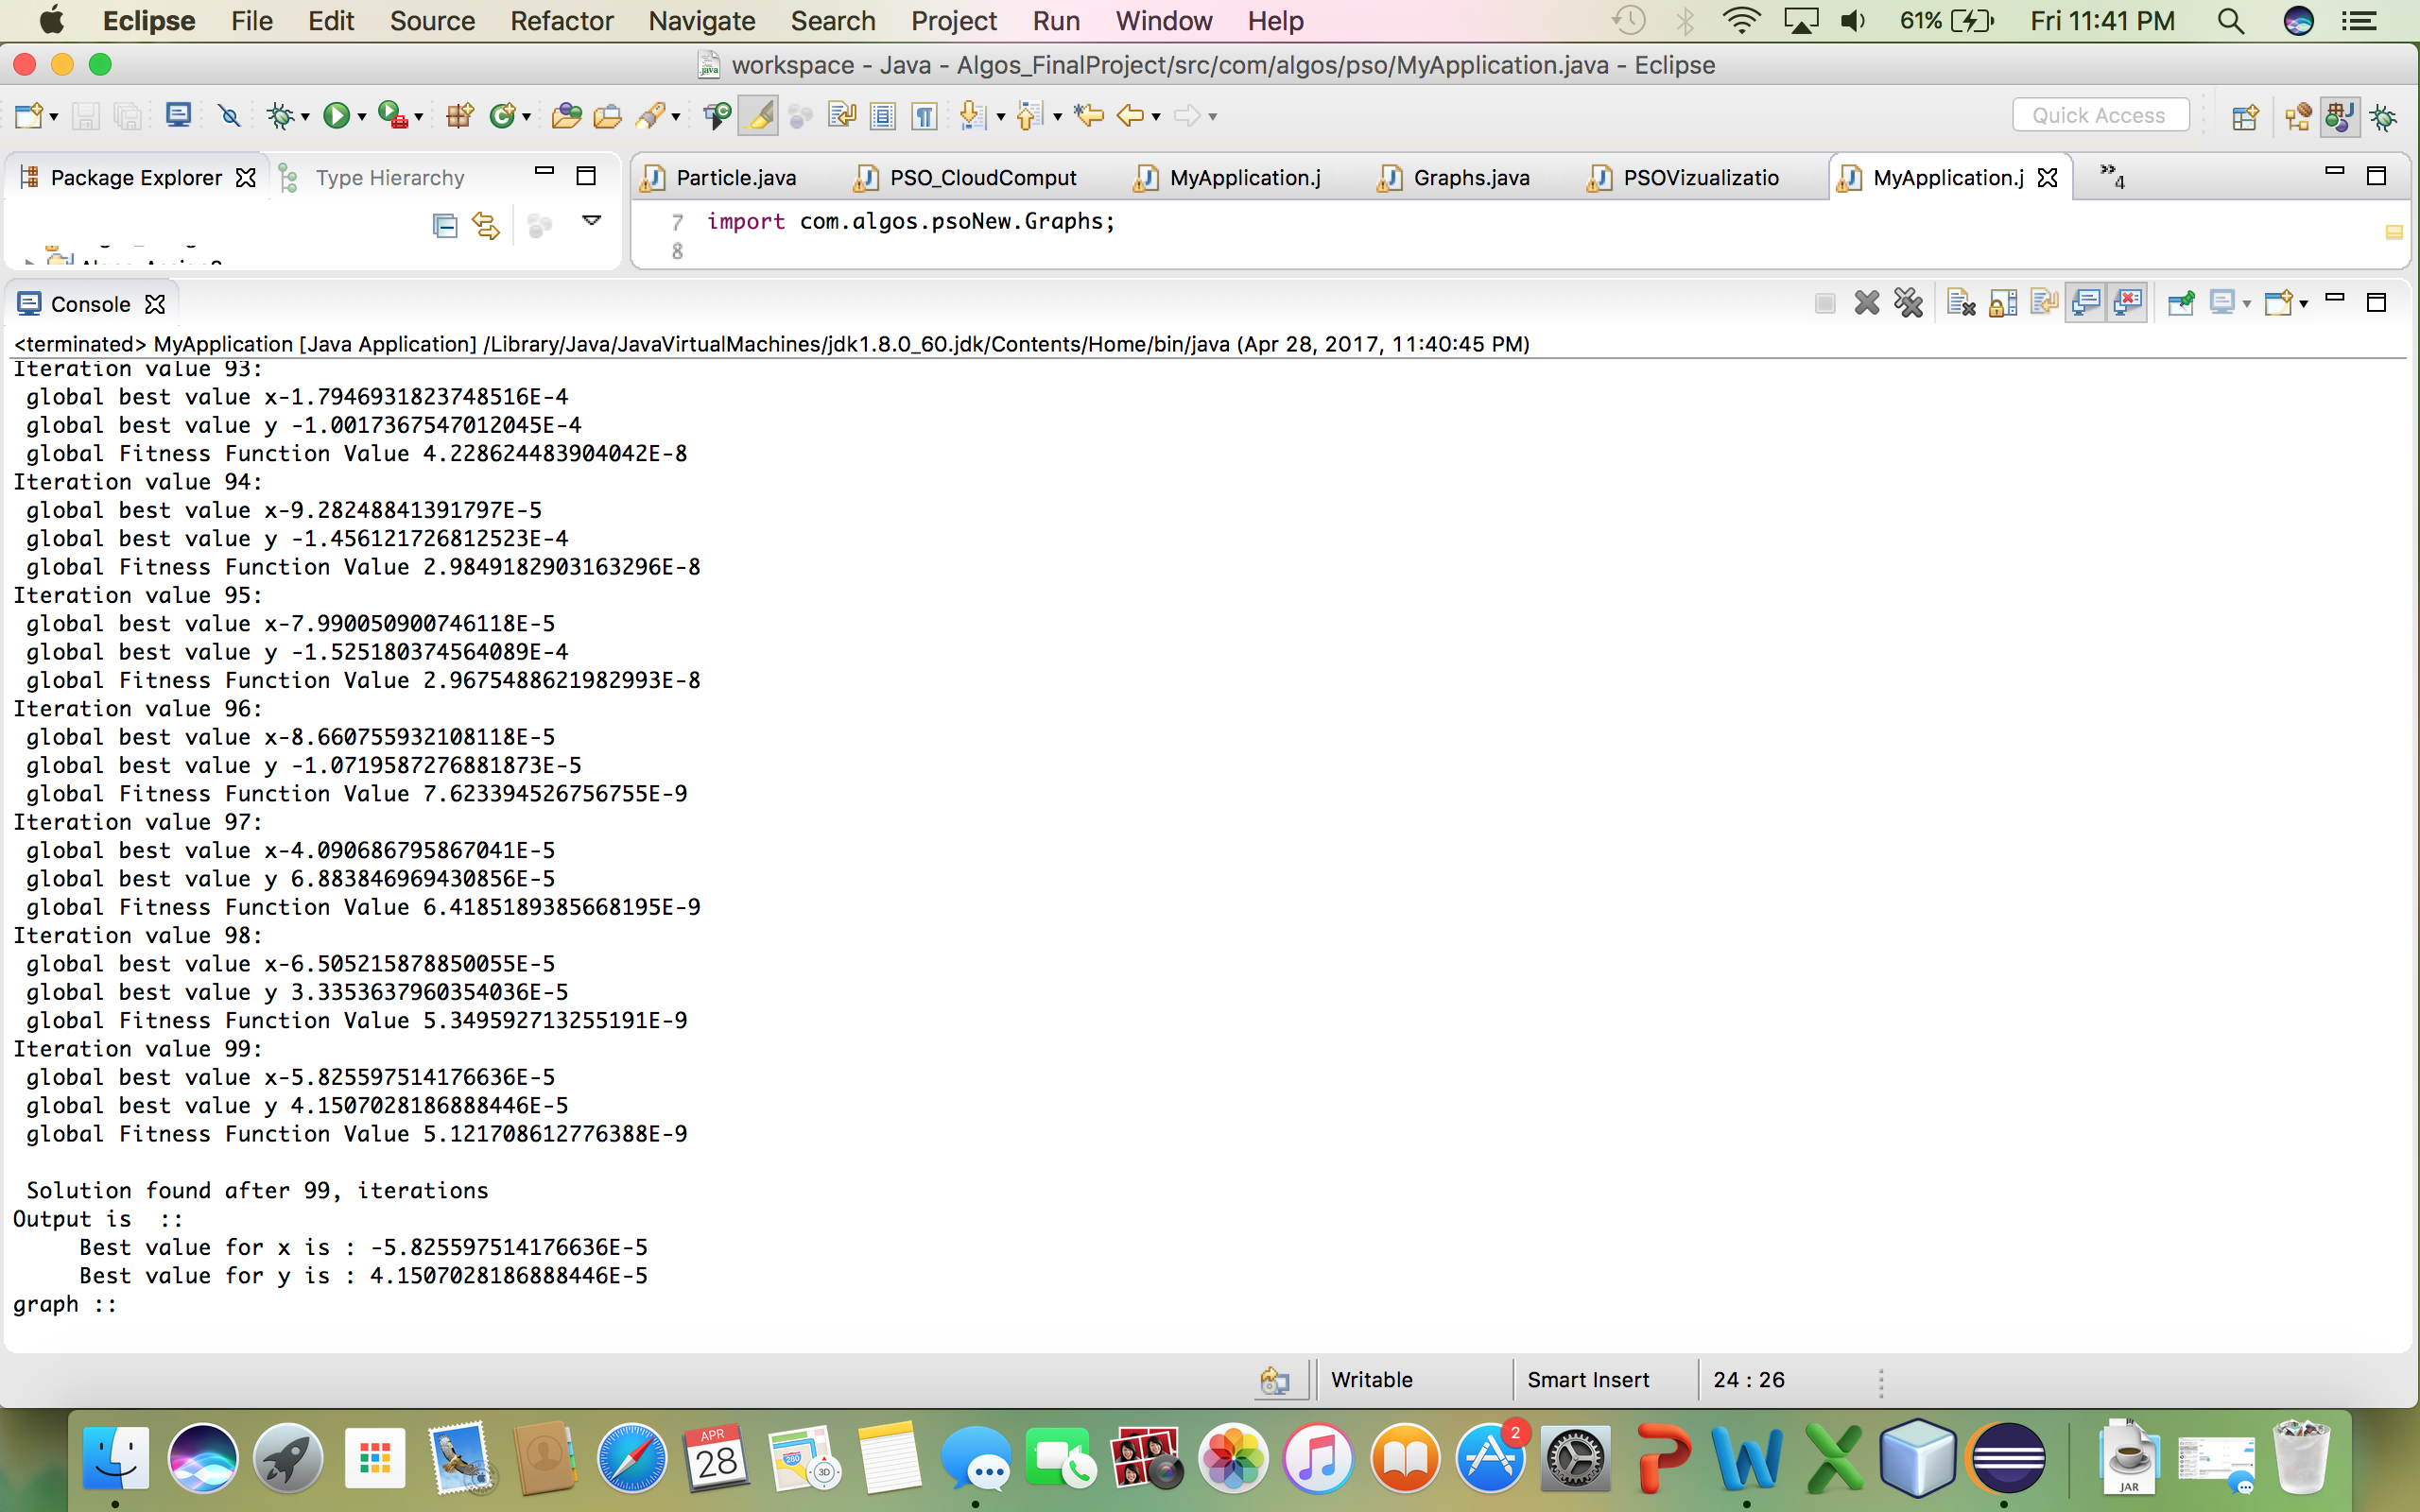 Eclipse File Edit Source Refactor Navigate Search Project Run Window Help 61% Fri 11:41 PM
workspace - Java - Algos_FinalProject/src/com/algos/pso/MyApplication.java - Eclipse
Quick Access
Package Explorer Type Hierarchy
Particle.java PSO_CloudComput MyApplication.j Graphs.java PSOVizualizatio MyApplication.j »4
7 import com.algos.psoNew.Graphs;
8
Console
<terminated> MyApplication [Java Application] /Library/Java/JavaVirtualMachines/jdk1.8.0_60.jdk/Contents/Home/bin/java (Apr 28, 2017, 11:40:45 PM)
Iteration value 93:
global best value x-1.7946931823748516E-4
global best value y -1.0017367547012045E-4
global Fitness Function Value 4.228624483904042E-8
Iteration value 94:
global best value x-9.28248841391797E-5
global best value y -1.456121726812523E-4
global Fitness Function Value 2.9849182903163296E-8
Iteration value 95:
global best value x-7.990050900746118E-5
global best value y -1.525180374564089E-4
global Fitness Function Value 2.9675488621982993E-8
Iteration value 96:
global best value x-8.660755932108118E-5
global best value y -1.0719587276881873E-5
global Fitness Function Value 7.623394526756755E-9
Iteration value 97:
global best value x-4.090686795867041E-5
global best value y 6.883846969430856E-5
global Fitness Function Value 6.4185189385668195E-9
Iteration value 98:
global best value x-6.505215878850055E-5
global best value y 3.3353637960354036E-5
global Fitness Function Value 5.349592713255191E-9
Iteration value 99:
global best value x-5.825597514176636E-5
global best value y 4.1507028186888446E-5
global Fitness Function Value 5.121708612776388E-9
Solution found after 99, iterations
Output is ::
Best value for x is : -5.825597514176636E-5
Best value for y is : 4.1507028186888446E-5
graph ::
Writable Smart Insert 24 : 26
APR
28
280
3D
2
JAR